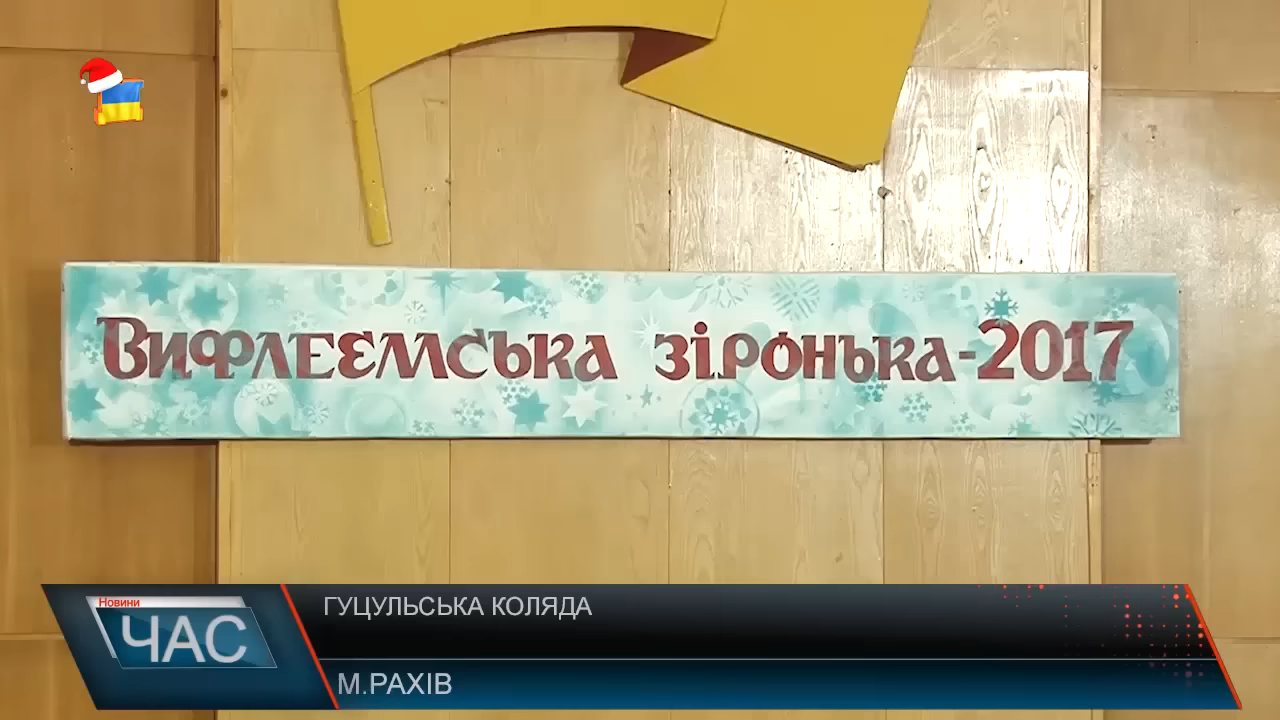 Вифлеємська зіронька-2017
Новини
ЧАС
ГУЦУЛЬСЬКА КОЛЯДА
М.РАХІВ